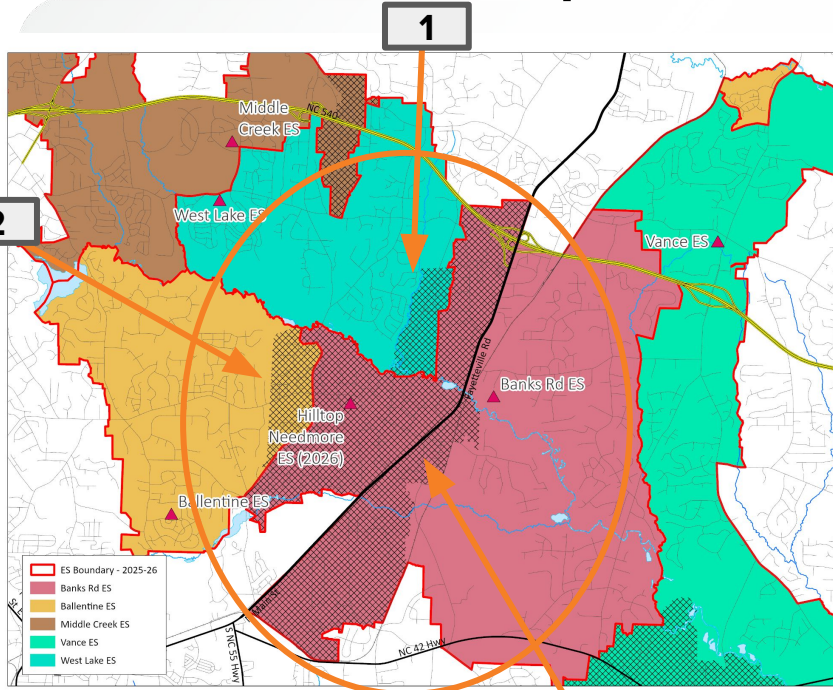 1
NC 540
Middle
Creek ES
West Lake ES
2
Vance ES
Fayetteville Rd
Banks Rd ES
Hilltop
Needmore
ES (2026)
Ballentine ES
ES Boundary - 2025-26
Banks Rd ES
Ballentine ES
Middle Creek ES
Vance ES
West Lake ES
Main St
S NC 55 Hwy
NC 42 Hwy